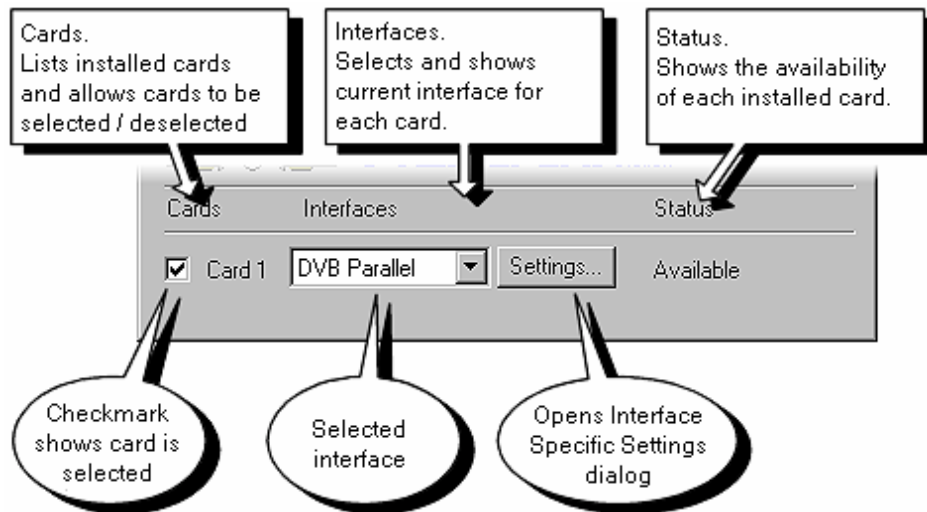 Cards.
Lists installed cards
and allows cards to be
selected / deselected
Interfaces.
Selects and shows
current interface for
each card.
Status.
Shows the availability
of each installed card.
Cards Interfaces Status
Card 1 DVB Parallel Settings... Available
Checkmark
shows card is
selected
Selected
interface
Opens Interface
Specific Settings
dialog